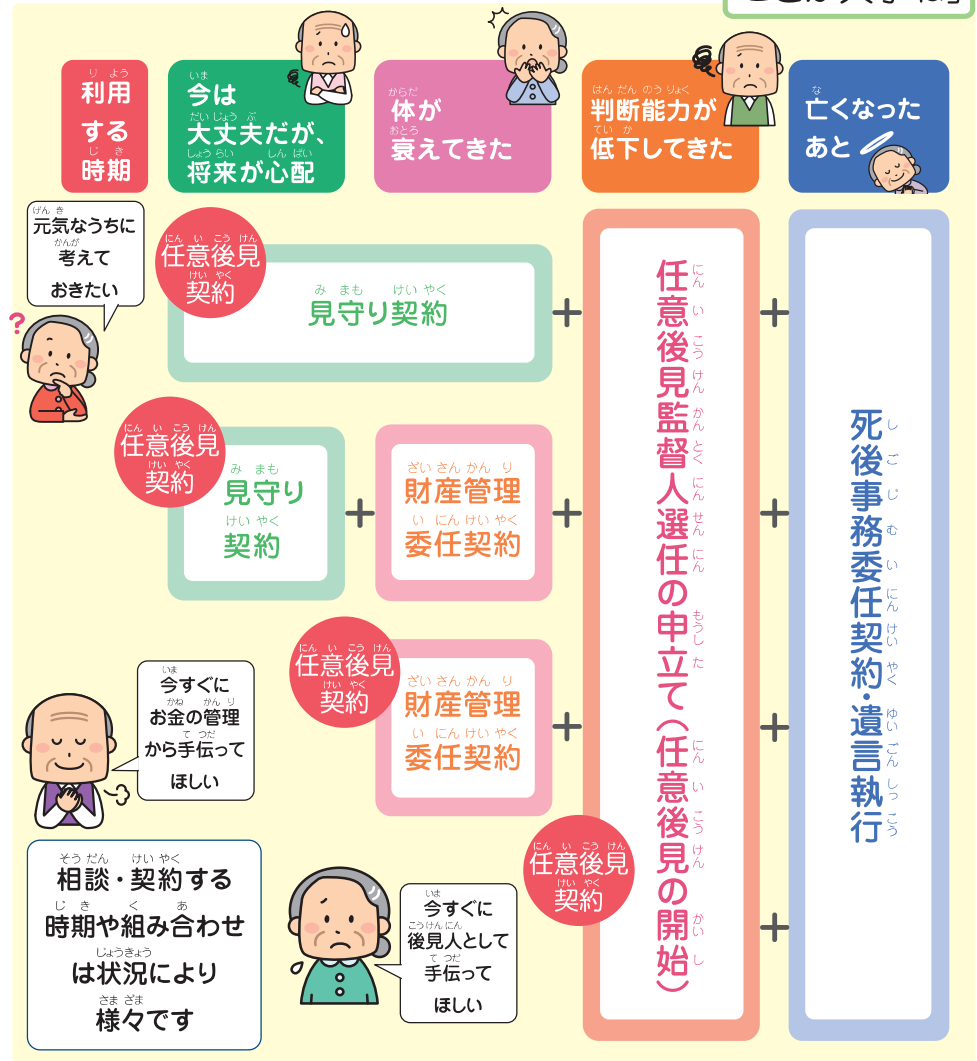 利用
する
時期
今は
大丈夫だが、
将来が心配
体が
衰えてきた
判断能力が
低下してきた
亡くなった
あと
元気なうちに
考えて
おきたい
?
任意後見
契約
見守り契約
+
+
任意後見
契約
見守り
契約
+
財産管理
委任契約
+
+
任意後見
契約
財産管理
委任契約
+
+
今すぐに
お金の管理
から手伝って
ほしい
任意後見
契約
+
今すぐに
後見人として
手伝って
ほしい
任意後見監督人選任の申立て(任意後見の開始)
死後事務委任契約・遺言執行
相談・契約する
時期や組み合わせ
は状況により
様々です